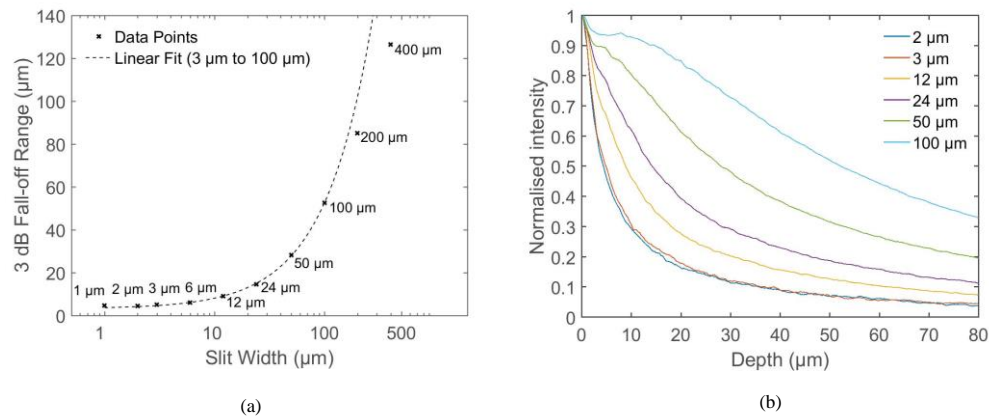 140
120
100
80
60
40
20
0
3 dB Fall-off Range (µm)
Data Points
Linear Fit (3 µm to 100 µm)
400 µm
200 µm
100 µm
50 µm
1 µm 2 µm 3 µm 6 µm
12 µm
24 µm
1 10 100 500
Slit Width (µm)
(a)
1
0.9
0.8
0.7
0.6
0.5
0.4
0.3
0.2
0.1
0
Normalised intensity
2 µm
3 µm
12 µm
24 µm
50 µm
100 µm
0 10 20 30 40 50 60 70 80
Depth (µm)
(b)